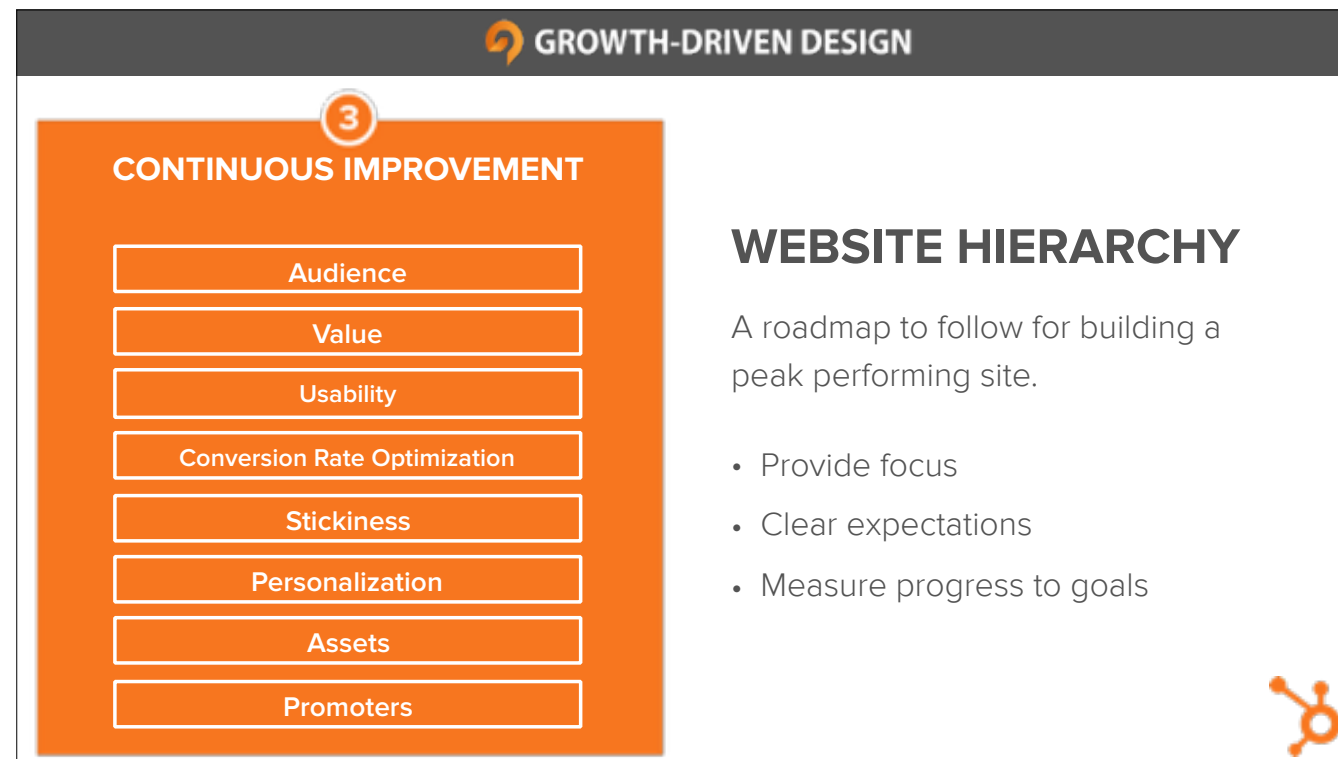 GROWTH-DRIVEN DESIGN
3
CONTINUOUS IMPROVEMENT
Audience
Value
Usability
Conversion Rate Optimization
Stickiness
Personalization
Assets
Promoters
WEBSITE HIERARCHY
A roadmap to follow for building a
peak performing site.
• Provide focus
• Clear expectations
• Measure progress to goals